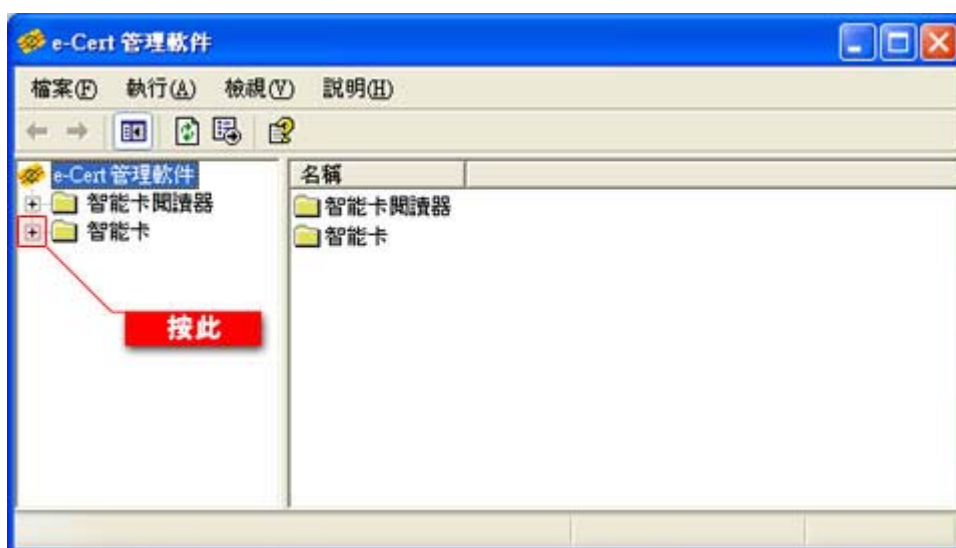 e-Cert 管理軟件
檔案(F) 執行(A) 檢視(V) 說明(H)
e-Cert 管理軟件
智能卡閱讀器
智能卡
按此
名稱
智能卡閱讀器
智能卡